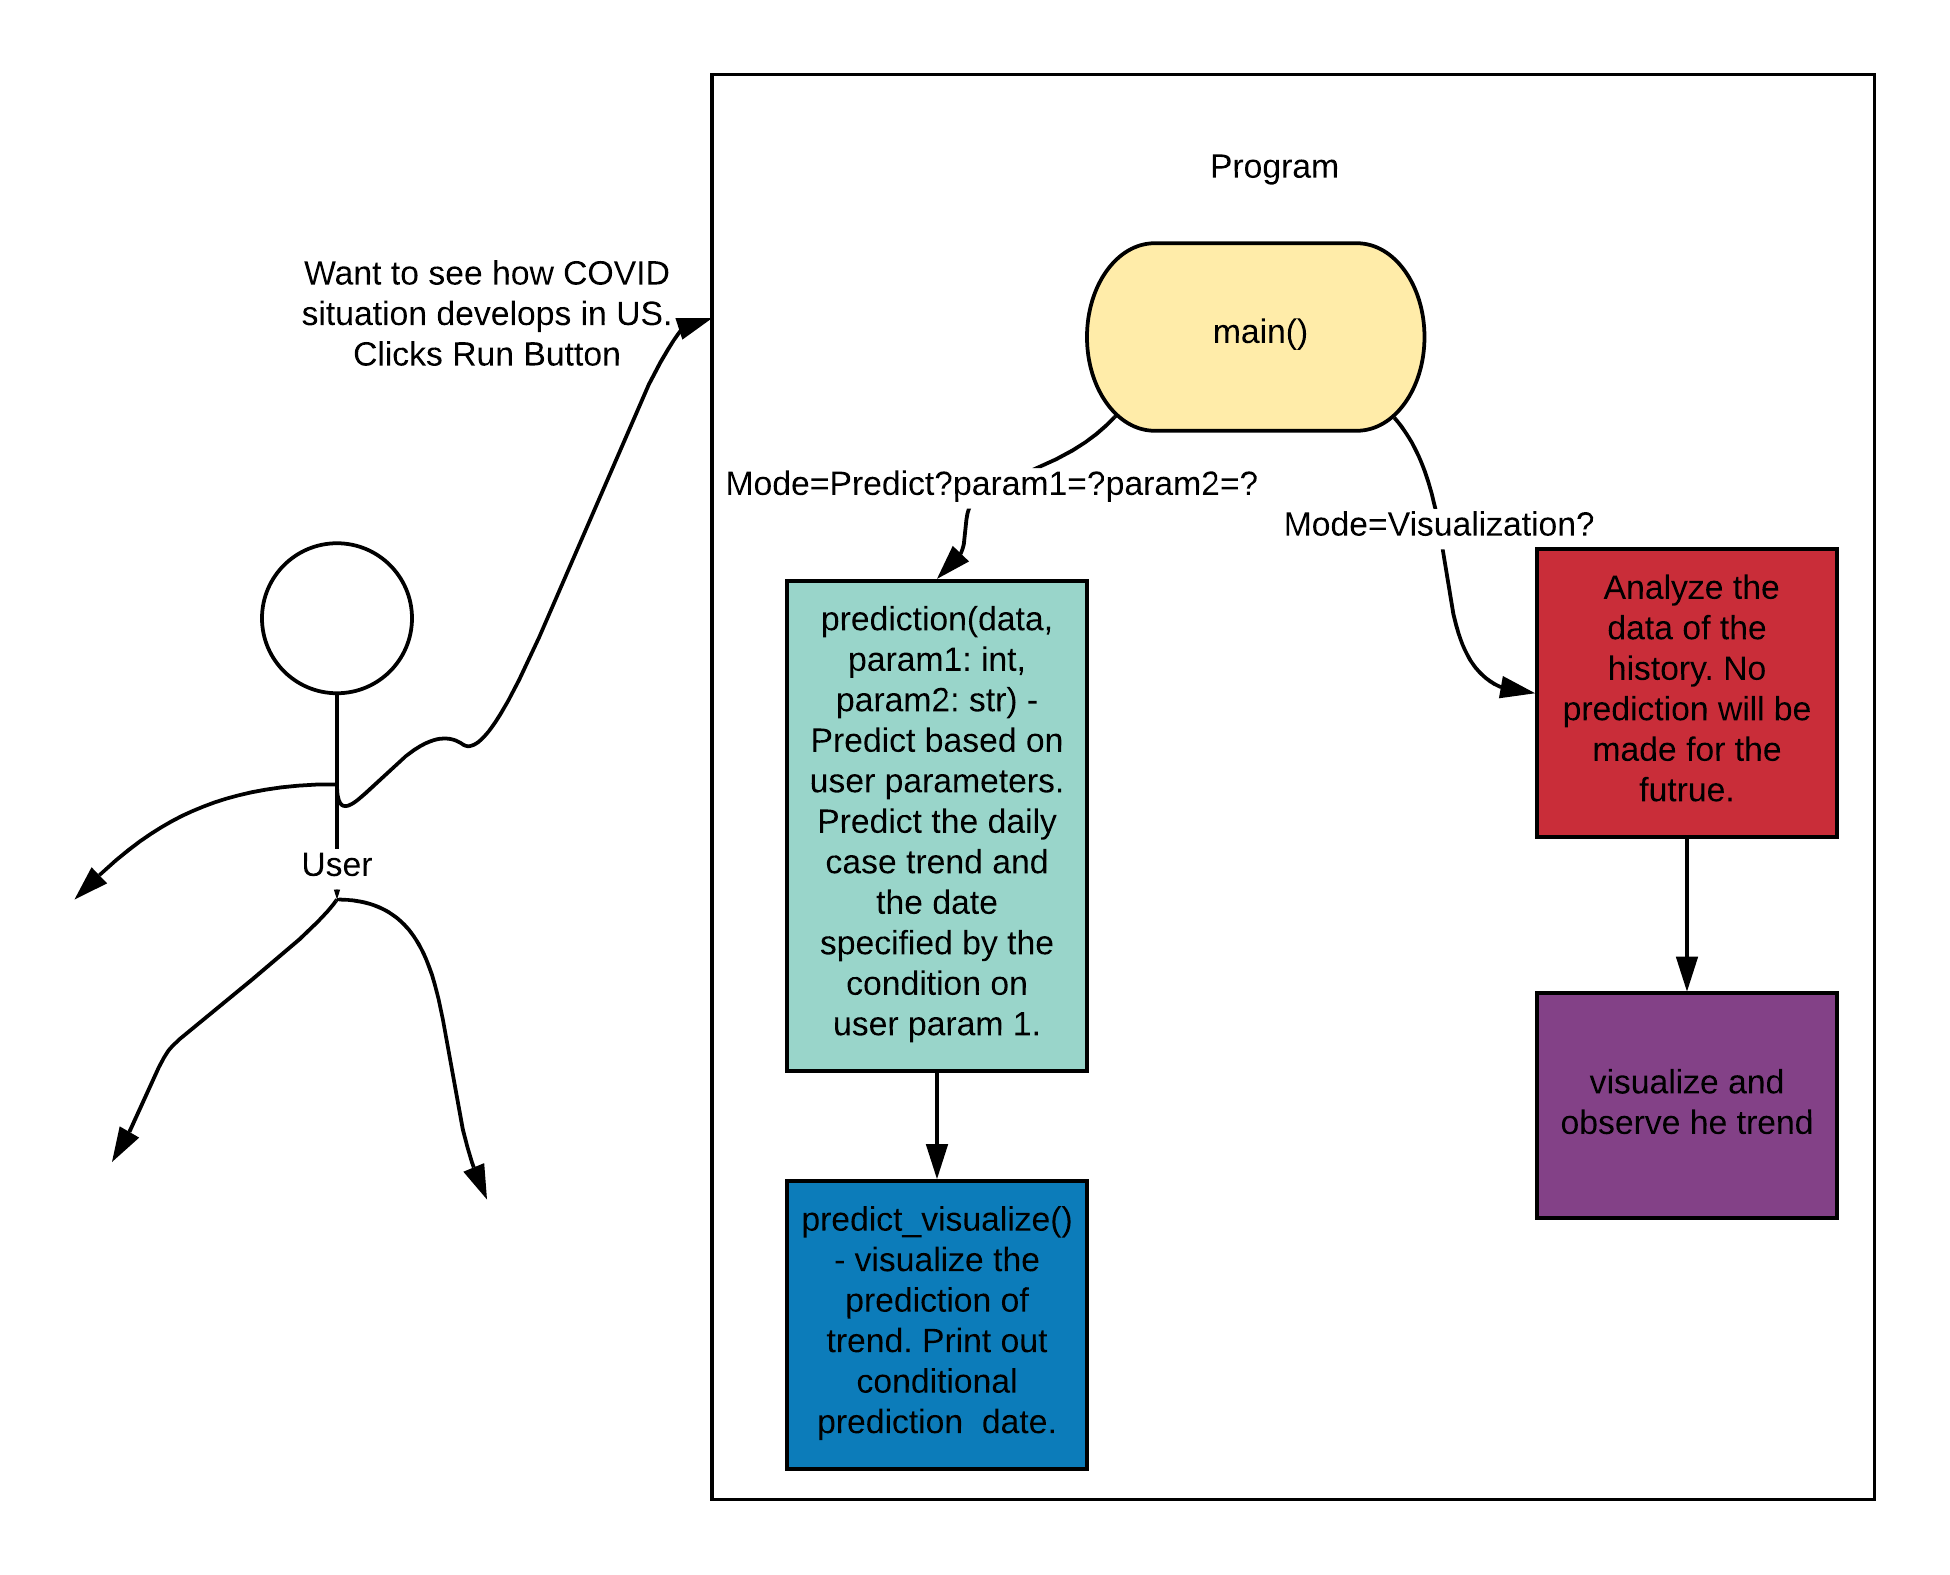 Program
Want to see how COVID
situation develops in US.
Clicks Run Button
main()
Mode=Predict?param1=?param2=?
Mode=Visualization?
User
prediction(data,
param1: int,
param2: str) -
Predict based on
user parameters.
Predict the daily
case trend and
the date
specified by the
condition on
user param 1.
predict_visualize()
- visualize the
prediction of
trend. Print out
conditional
prediction  date.
Analyze the
data of the
history. No
prediction will be
made for the
futrue.
visualize and
observe he trend